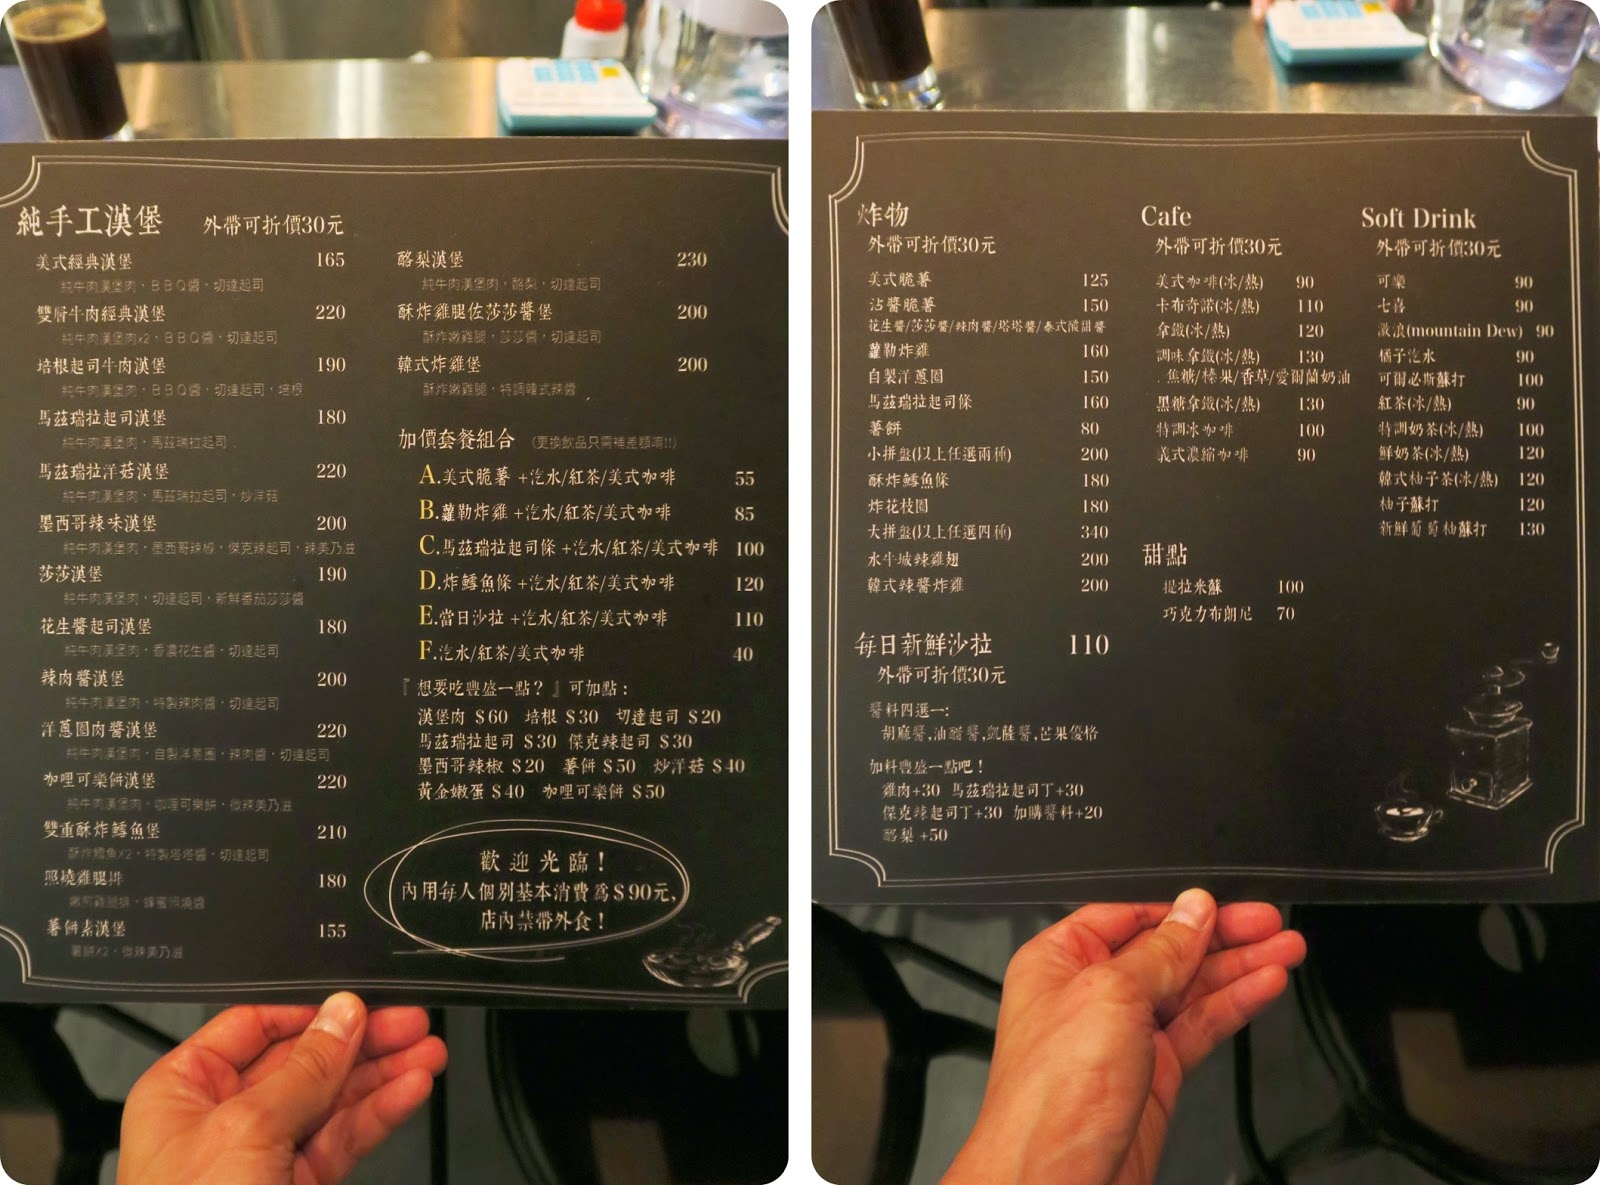 純手工漢堡 外帶可折價30元
美式經典漢堡 165
純牛肉漢堡肉，BBQ醬，切達起司
雙層牛肉經典漢堡 220
純牛肉漢堡肉x2，BBQ醬，切達起司
培根起司牛肉漢堡 190
純牛肉漢堡肉，BBQ醬，切達起司，培根
馬茲瑞拉起司漢堡 180
純牛肉漢堡肉，馬茲瑞拉起司
馬茲瑞拉洋菇漢堡 220
純牛肉漢堡肉，馬茲瑞拉起司，炒洋菇
墨西哥辣味漢堡 200
純牛肉漢堡肉，墨西哥辣椒，傑克辣起司，辣美乃滋
莎莎漢堡 190
純牛肉漢堡肉，切達起司，新鮮番茄莎莎醬
花生醬起司漢堡 180
純牛肉漢堡肉，香濃花生醬，切達起司
辣肉醬漢堡 200
純牛肉漢堡肉，特製辣肉醬，切達起司
洋蔥圈肉醬漢堡 220
純牛肉漢堡肉，自製洋蔥圈，辣肉醬，切達起司
咖哩可樂餅漢堡 220
純牛肉漢堡肉，咖哩可樂餅，微辣美乃滋
雙重酥炸鱈魚堡 210
酥炸鱈魚X2，特製塔塔醬，切達起司
照燒雞腿排 180
嫩煎雞腿排，蜂蜜照燒醬
薯餅素漢堡 155
薯餅X2，微辣美乃滋
酪梨漢堡 230
純牛肉漢堡肉，酪梨，切達起司
酥炸雞腿佐莎莎醬堡 200
酥炸嫩雞腿，莎莎醬，切達起司
韓式炸雞堡 200
酥炸嫩雞腿，特調韓式辣醬
加價套餐組合 (更換飲品只需補差額唷!!)
A.美式脆薯 +汽水/紅茶/美式咖啡 55
B.蘿勒炸雞 +汽水/紅茶/美式咖啡 85
C.馬茲瑞拉起司條 +汽水/紅茶/美式咖啡 100
D.炸鱈魚條 +汽水/紅茶/美式咖啡 120
E.當日沙拉 +汽水/紅茶/美式咖啡 110
F.汽水/紅茶/美式咖啡 40
『 想要吃豐盛一點？ 』可加點：
漢堡肉 $60 培根 $30 切達起司 $20
馬茲瑞拉起司 $30 傑克辣起司 $30
墨西哥辣椒 $20 薯餅 $50 炒洋菇 $40
黃金嫩蛋 $40 咖哩可樂餅 $50
歡迎光臨！
內用每人個別基本消費為$90元,
店內禁帶外食！
炸物
外帶可折價30元
美式脆薯 125
沾醬脆薯 150
花生醬/莎莎醬/辣肉醬/塔塔醬/泰式酸甜醬
蘿勒炸雞 160
自製洋蔥圈 150
馬茲瑞拉起司條 160
薯餅 80
小拼盤(以上任選兩種) 200
酥炸鱈魚條 180
炸花枝圈 180
大拼盤(以上任選四種) 340
水牛城辣雞翅 200
韓式辣醬炸雞 200
每日新鮮沙拉 110
外帶可折價30元
醬料四選一:
胡麻醬,油醋醬,凱薩醬,芒果優格
加料豐盛一點吧！
雞肉+30 馬茲瑞拉起司丁+30
傑克辣起司丁+30 加購醬料+20
酪梨 +50
Cafe
外帶可折價30元
美式咖啡(冰/熱) 90
卡布奇諾(冰/熱) 110
拿鐵(冰/熱) 120
調味拿鐵(冰/熱) 130
焦糖/榛果/香草/愛爾蘭奶油
黑糖拿鐵(冰/熱) 130
特調冰咖啡 100
義式濃縮咖啡 90
甜點
提拉米蘇 100
巧克力布朗尼 70
Soft Drink
外帶可折價30元
可樂 90
七喜 90
激浪(mountain Dew) 90
橘子汽水 90
可爾必斯蘇打 100
紅茶(冰/熱) 90
特調奶茶(冰/熱) 100
鮮奶茶(冰/熱) 120
韓式柚子茶(冰/熱) 120
柚子蘇打 120
新鮮葡萄柚蘇打 130